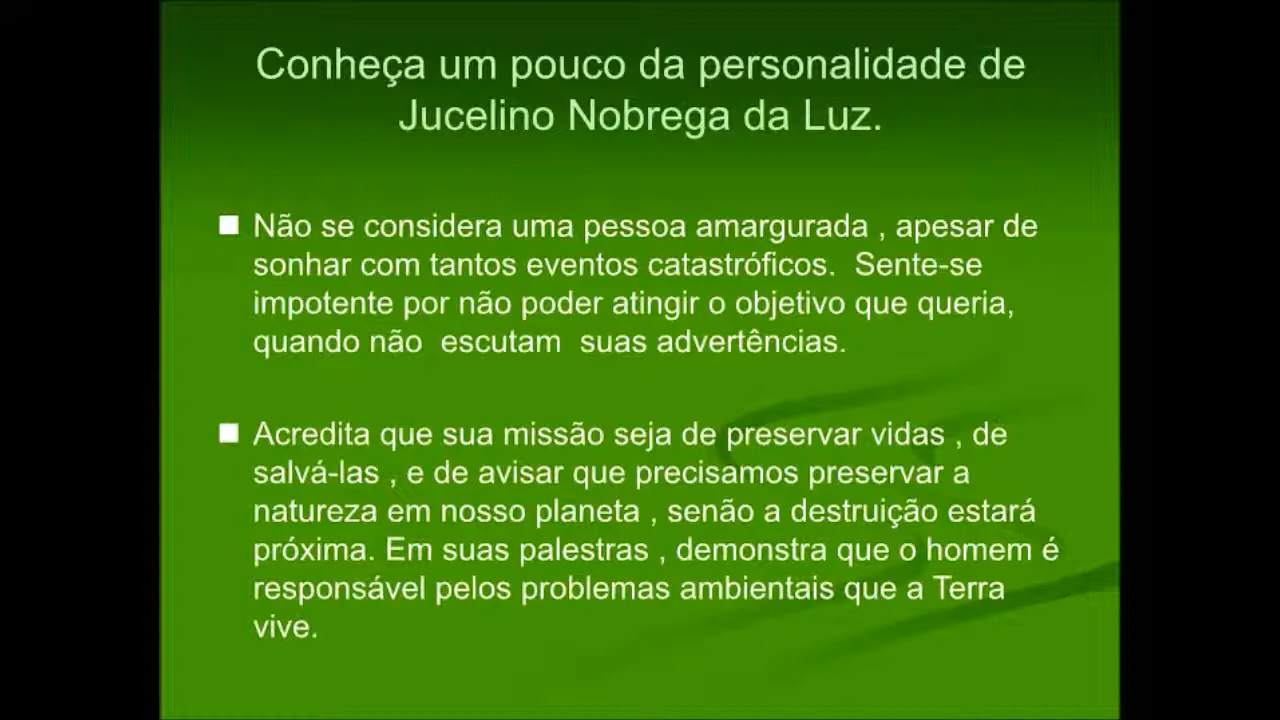 Conheça um pouco da personalidade de
Jucelino Nobrega da Luz.
Não se considera uma pessoa amargurada , apesar de
sonhar com tantos eventos catastróficos.  Sente-se
impotente por não poder atingir o objetivo que queria,
quando não  escutam  suas advertências.
Acredita que sua missão seja de preservar vidas , de
salvá-las , e de avisar que precisamos preservar a
natureza em nosso planeta , senão a destruição estará
próxima. Em suas palestras , demonstra que o homem é
responsável pelos problemas ambientais que a Terra
vive.